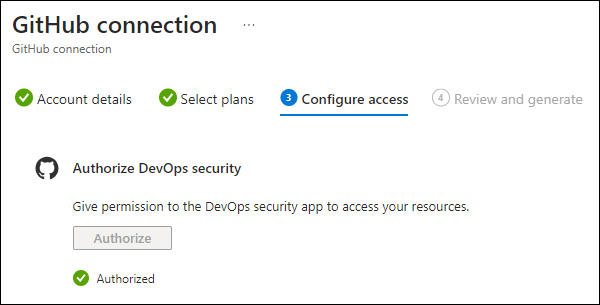 GitHub connection ...
GitHub connection
Account details Select plans 3 Configure access 4 Review and generate
Authorize DevOps security
Give permission to the DevOps security app to access your resources.
Authorize
Authorized